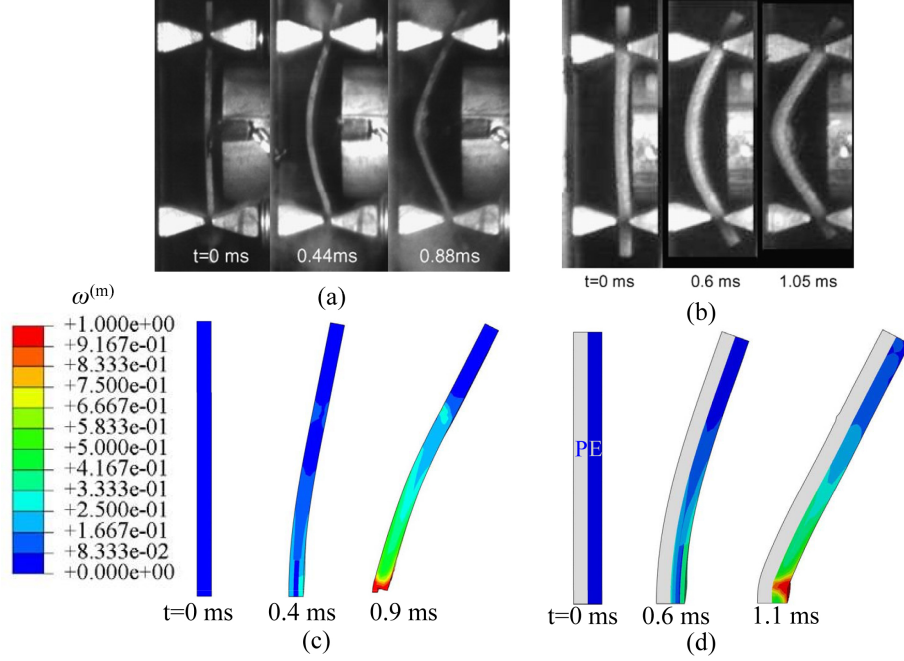 t=0 ms 0.44ms 0.88ms
t=0 ms 0.6 ms 1.05 ms
(a)
(b)
ω(m)
+1.000e+00
+9.167e-01
+8.333e-01
+7.500e-01
+6.667e-01
+5.833e-01
+5.000e-01
+3.333e-01
+2.500e-01
+1.667e-01
+8.333e-02
+0.000e+00
t=0 ms 0.4 ms 0.9 ms
(c)
PE
t=0 ms 0.6 ms 1.1 ms
(d)